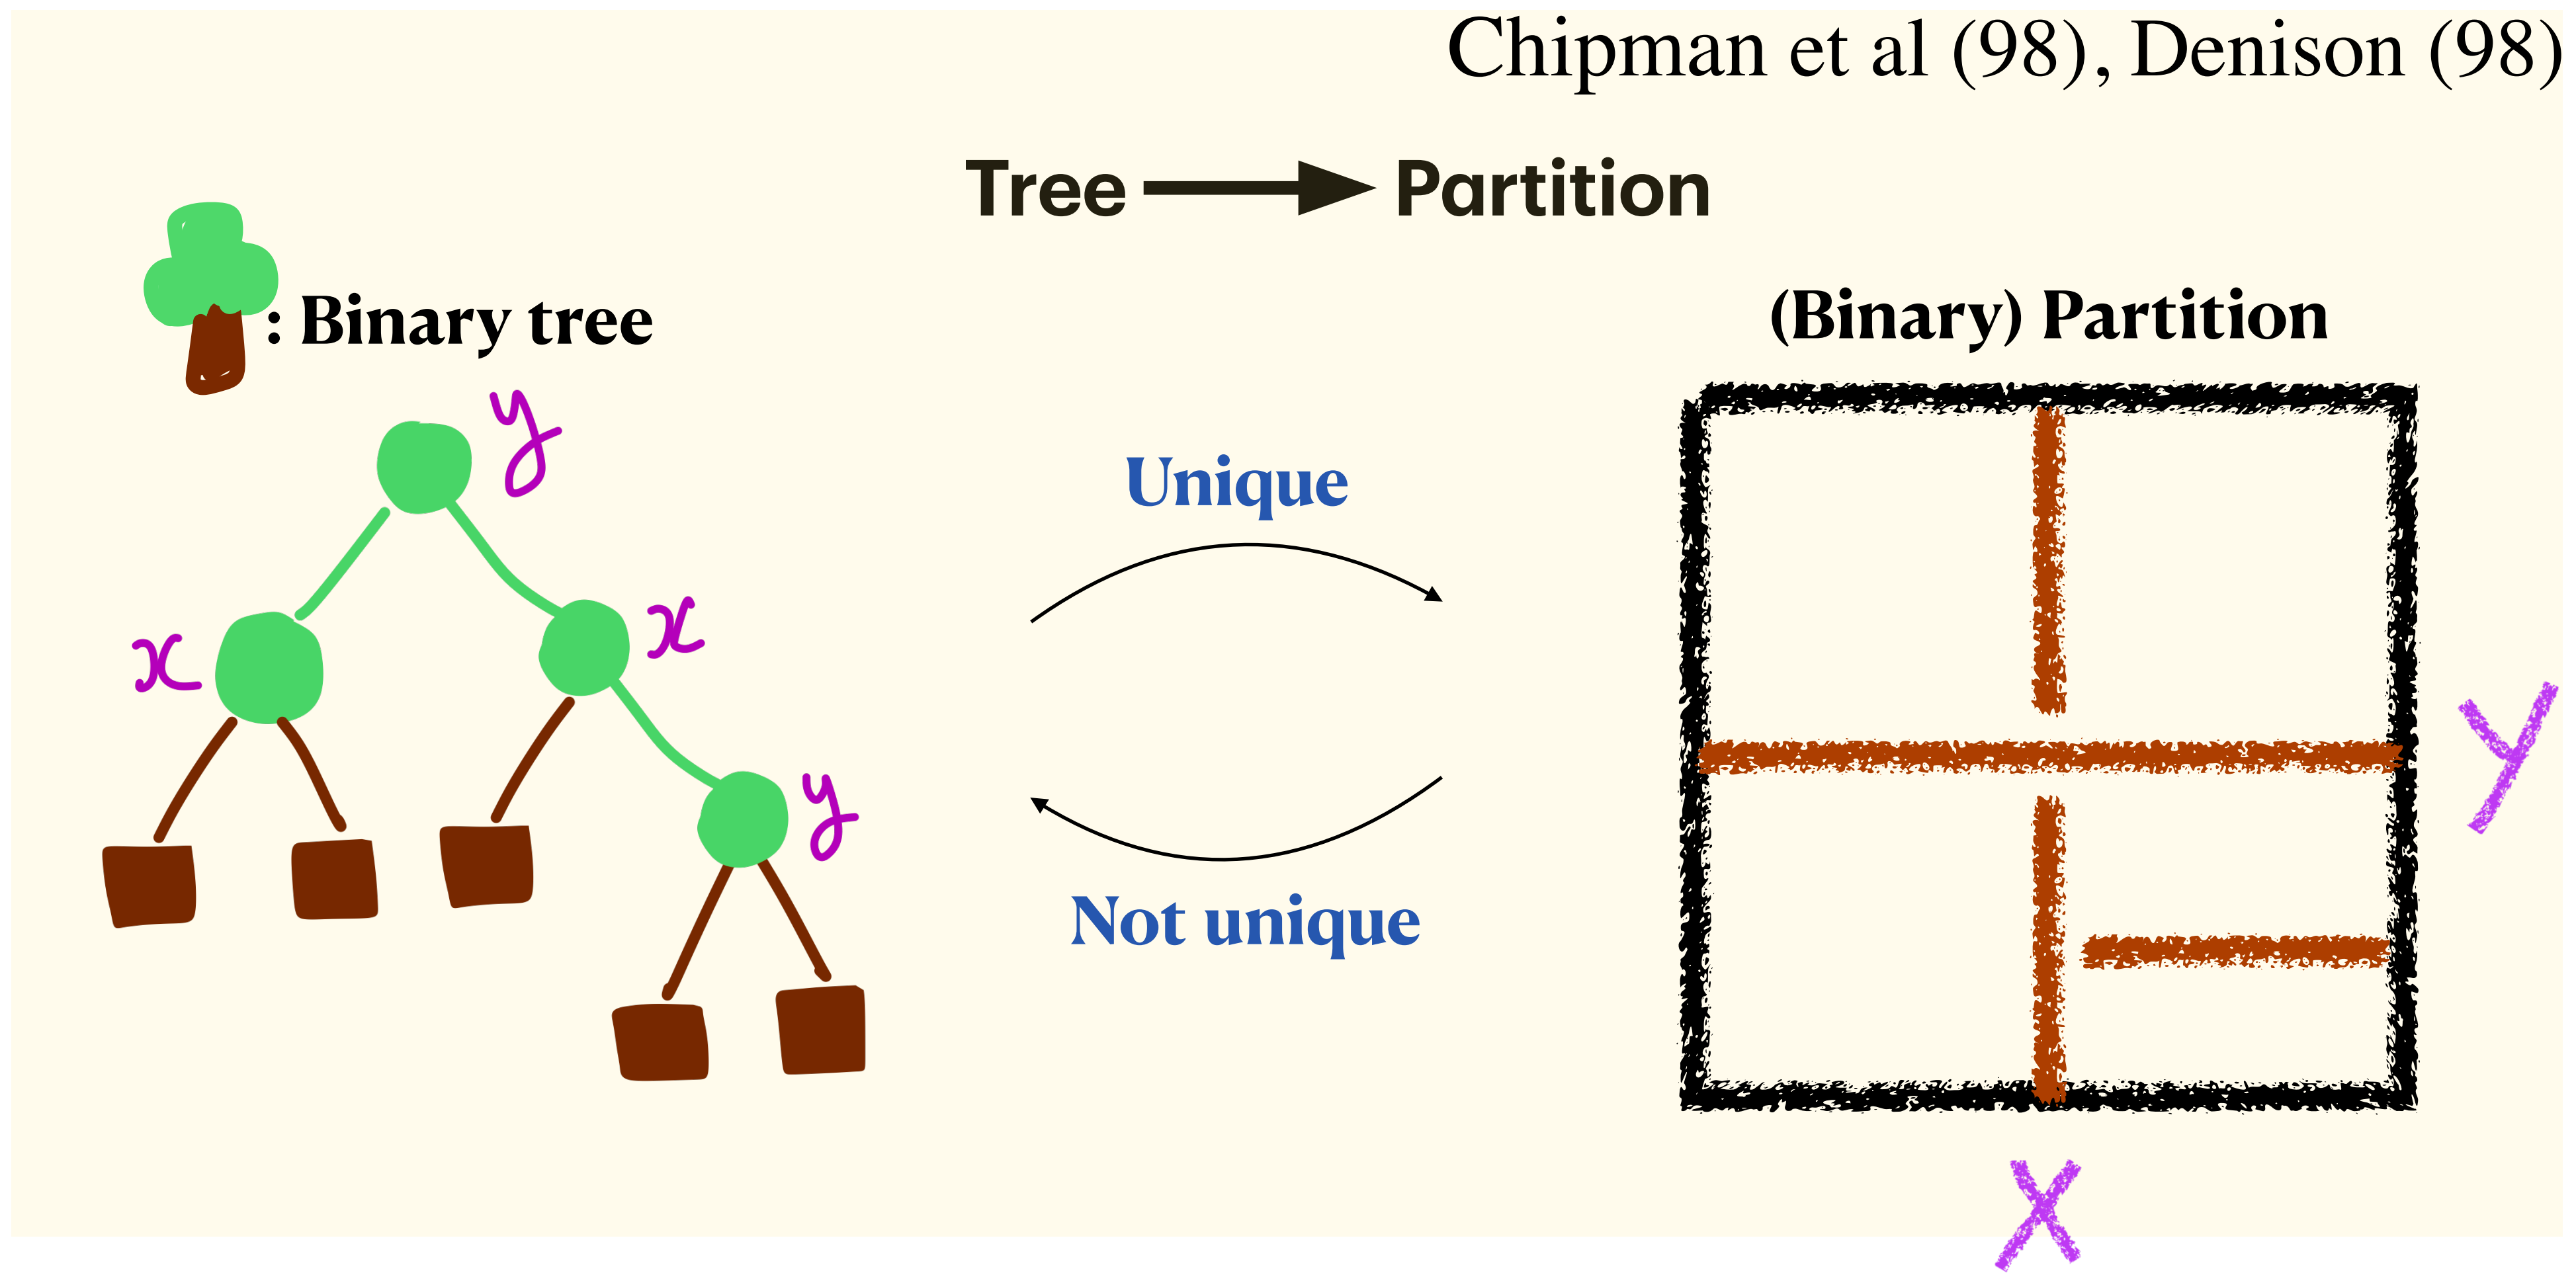 Chipman et al (98), Denison (98)
Tree Partition
: Binary tree
(Binary) Partition
y
Unique
x
x
y
Not unique
Y
X